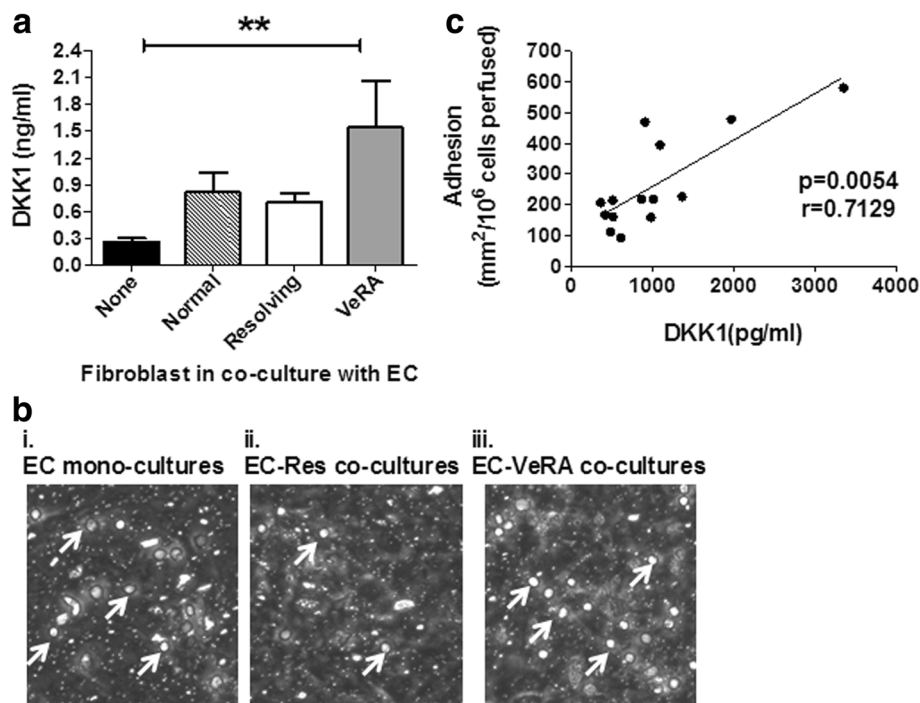 a
**
DKK1 (ng/ml)
2.4
2.1
1.8
1.5
1.2
0.9
0.6
0.3
0.0
None
Normal
Resolving
VeRA
Fibroblast in co-culture with EC
c
Adhesion
(mm²/10⁶ cells perfused)
700
600
500
400
300
200
100
0
p=0.0054
r=0.7129
0
1000
2000
3000
4000
DKK1(pg/ml)
b
i.
EC mono-cultures
ii.
EC-Res co-cultures
iii.
EC-VeRA co-cultures